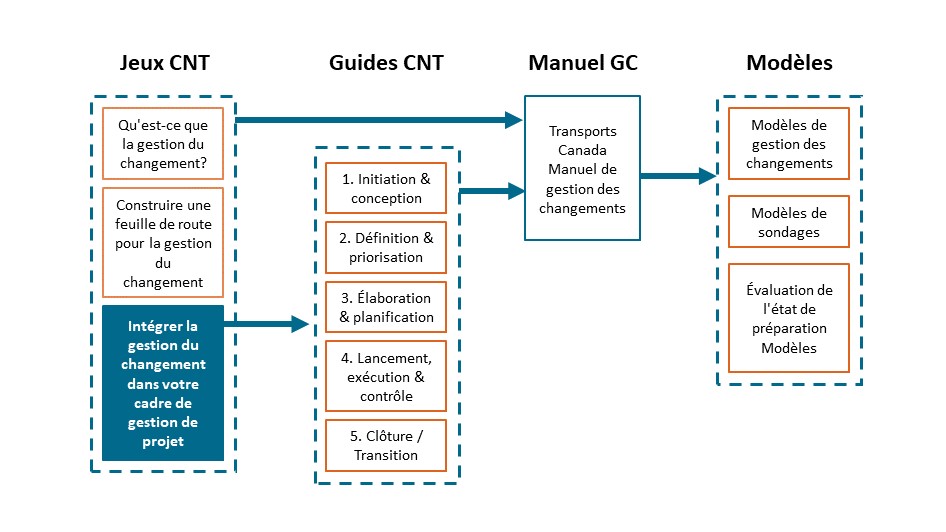 Jeux CNT
Qu'est-ce que
la gestion du
changement?
Construire une
feuille de route
pour la gestion
du
changement
Intégrer la
gestion du
changement
dans votre
cadre de
gestion de
projet
Guides CNT
1. Initiation &
conception
2. Définition &
priorisation
3. Élaboration
& planification
4. Lancement,
exécution &
contrôle
5. Clôture /
Transition
Manuel GC
Transports
Canada
Manuel de
gestion des
changements
Modèles
Modèles de
gestion des
changements
Modèles de
sondages
Évaluation de
l'état de
préparation
Modèles